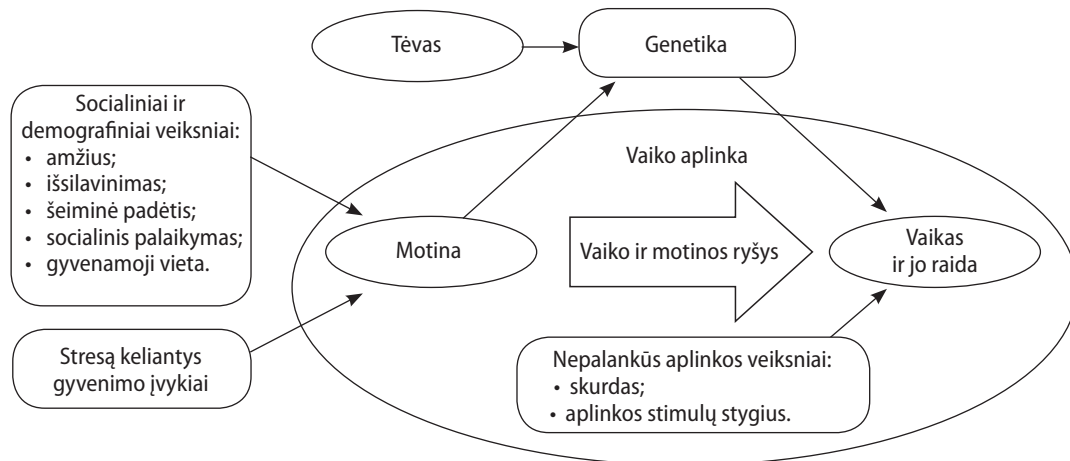 Tėvas
Genetika
Socialiniai ir
demografiniai veiksniai:
• amžius;
• išsilavinimas;
• šeiminė padėtis;
• socialinis palaikymas;
• gyvenamoji vieta.
Vaiko aplinka
Motina
Vaiko ir motinos ryšys
Vaikas
ir jo raida
Stresą keliantys
gyvenimo įvykiai
Nepalankūs aplinkos veiksniai:
• skurdas;
• aplinkos stimulų stygius.